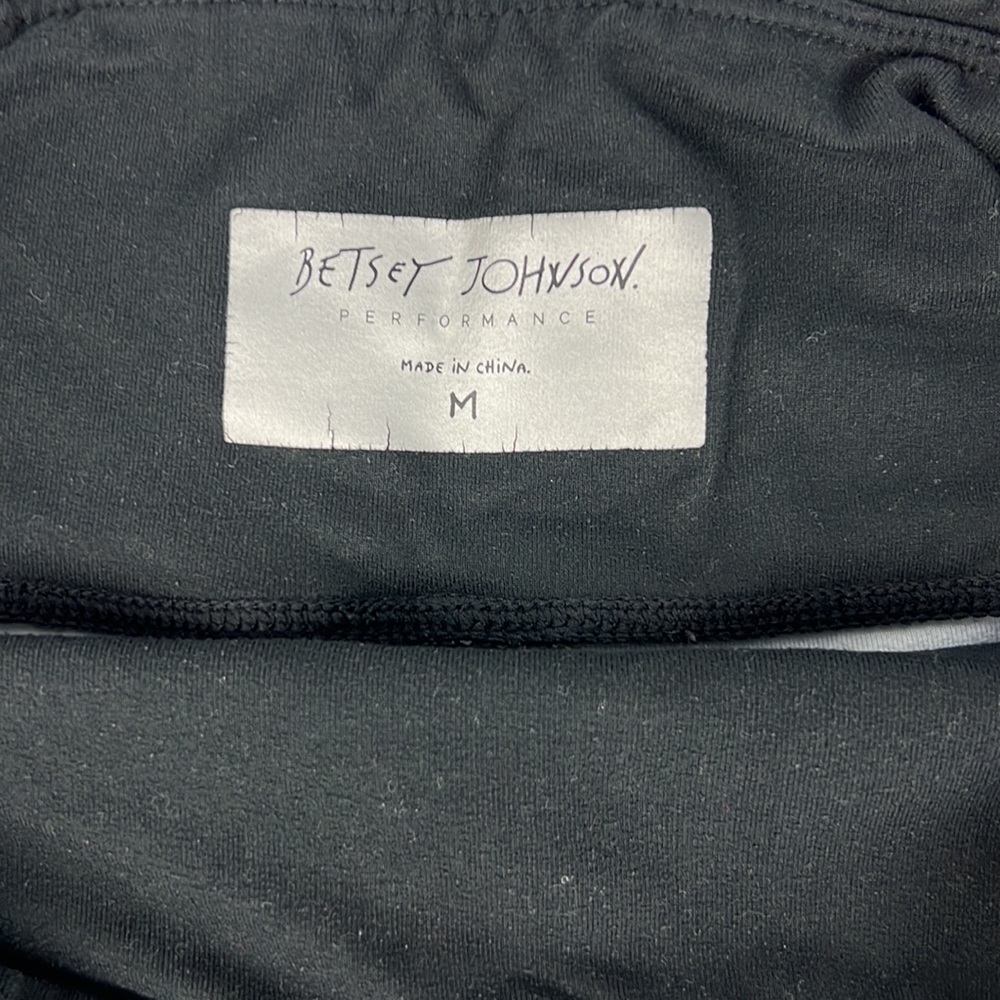 BETSEY JOHNSON.
PERFORMANCE
MADE iN CHiNA.
M